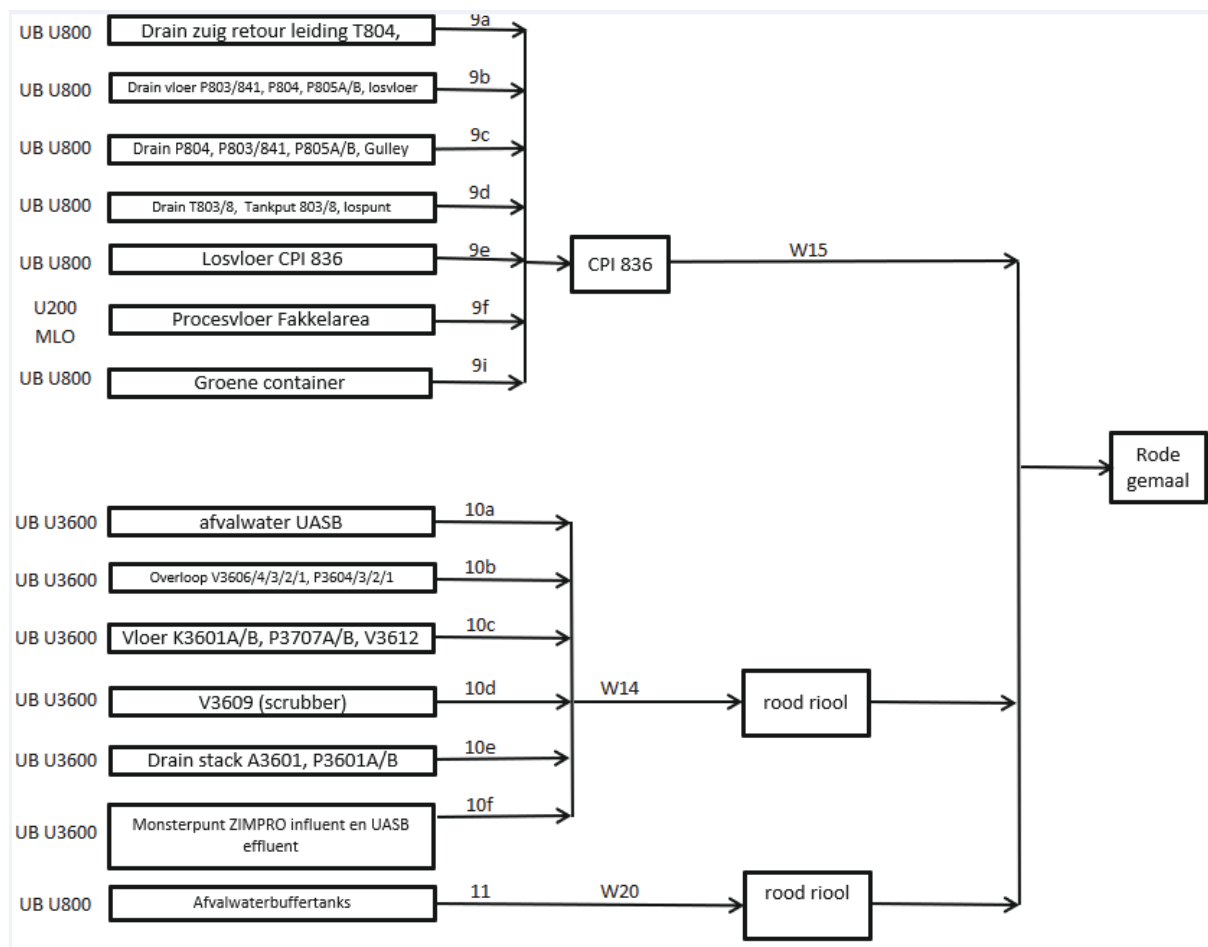 UB U800
Drain zuig retour leiding T804,
9a
UB U800
Drain vloer P803/841, P804, P805A/B, losvloer
9b
UB U800
Drain P804, P803/841, P805A/B, Gulley
9c
UB U800
Drain T803/8, Tankput 803/8, lospunt
9d
UB U800
Losvloer CPI 836
9e
CPI 836
W15
U200
MLO
Procesvloer Fakkelarea
9f
UB U800
Groene container
9i
Rode
gemaal
UB U3600
afvalwater UASB
10a
UB U3600
Overloop V3606/4/3/2/1, P3604/3/2/1
10b
UB U3600
Vloer K3601A/B, P3707A/B, V3612
10c
UB U3600
V3609 (scrubber)
10d
W14
rood riool
UB U3600
Drain stack A3601, P3601A/B
10e
UB U3600
Monsterpunt ZIMPRO influent en UASB
effluent
10f
UB U800
Afvalwaterbuffertanks
11
W20
rood riool